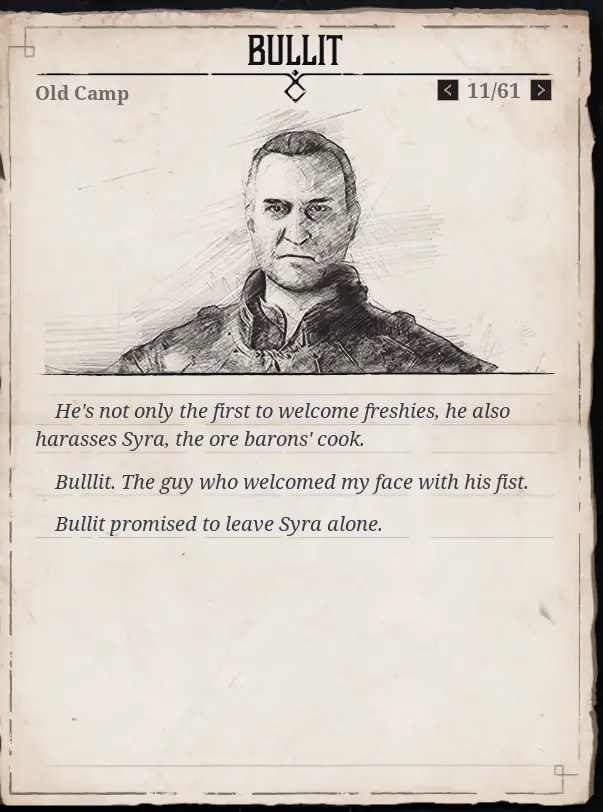 BULLIT
Old Camp
11/61
He's not only the first to welcome freshies, he also
harasses Syra, the ore barons' cook.
Bulllit. The guy who welcomed my face with his fist.
Bullit promised to leave Syra alone.